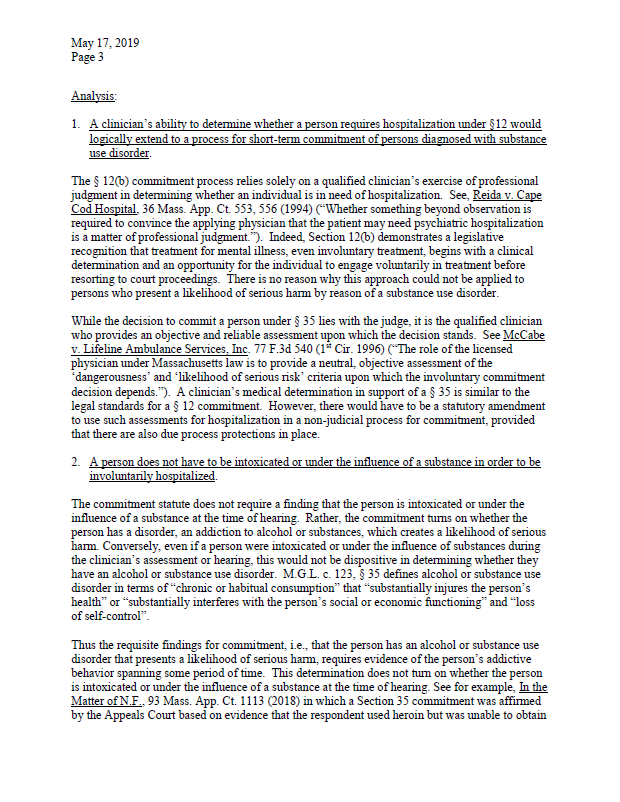 May 17, 2019
Page 3
Analysis:
1. A clinician's ability to determine whether a person requires hospitalization under §12 would
logically extend to a process for short-term commitment of persons diagnosed with substance
use disorder.
The § 12(b) commitment process relies solely on a qualified clinician's exercise of professional
judgment in determining whether an individual is in need of hospitalization. See, Reida v. Cape
Cod Hospital, 36 Mass. App. Ct. 553, 556 (1994) ("Whether something beyond observation is
required to convince the applying physician that the patient may need psychiatric hospitalization
is a matter of professional judgment."). Indeed, Section 12(b) demonstrates a legislative
recognition that treatment for mental illness, even involuntary treatment, begins with a clinical
determination and an opportunity for the individual to engage voluntarily in treatment before
resorting to court proceedings. There is no reason why this approach could not be applied to
persons who present a likelihood of serious harm by reason of a substance use disorder.
While the decision to commit a person under § 35 lies with the judge, it is the qualified clinician
who provides an objective and reliable assessment upon which the decision stands. See McCabe
v. Lifeline Ambulance Services, Inc. 77 F.3d 540 (1st Cir. 1996) ("The role of the licensed
physician under Massachusetts law is to provide a neutral, objective assessment of the
'dangerousness' and 'likelihood of serious risk' criteria upon which the involuntary commitment
decision depends."). A clinician's medical determination in support of a § 35 is similar to the
legal standards for a § 12 commitment. However, there would have to be a statutory amendment
to use such assessments for hospitalization in a non-judicial process for commitment, provided
that there are also due process protections in place.
2. A person does not have to be intoxicated or under the influence of a substance in order to be
involuntarily hospitalized.
The commitment statute does not require a finding that the person is intoxicated or under the
influence of a substance at the time of hearing. Rather, the commitment turns on whether the
person has a disorder, an addiction to alcohol or substances, which creates a likelihood of serious
harm. Conversely, even if a person were intoxicated or under the influence of substances during
the clinician's assessment or hearing, this would not be dispositive in determining whether they
have an alcohol or substance use disorder. M.G.L. c. 123, § 35 defines alcohol or substance use
disorder in terms of "chronic or habitual consumption" that "substantially injures the person's
health" or "substantially interferes with the person's social or economic functioning" and "loss
of self-control".
Thus the requisite findings for commitment, i.e., that the person has an alcohol or substance use
disorder that presents a likelihood of serious harm, requires evidence of the person's addictive
behavior spanning some period of time. This determination does not turn on whether the person
is intoxicated or under the influence of a substance at the time of hearing. See for example, In the
Matter of N.F., 93 Mass. App. Ct. 1113 (2018) in which a Section 35 commitment was affirmed
by the Appeals Court based on evidence that the respondent used heroin but was unable to obtain